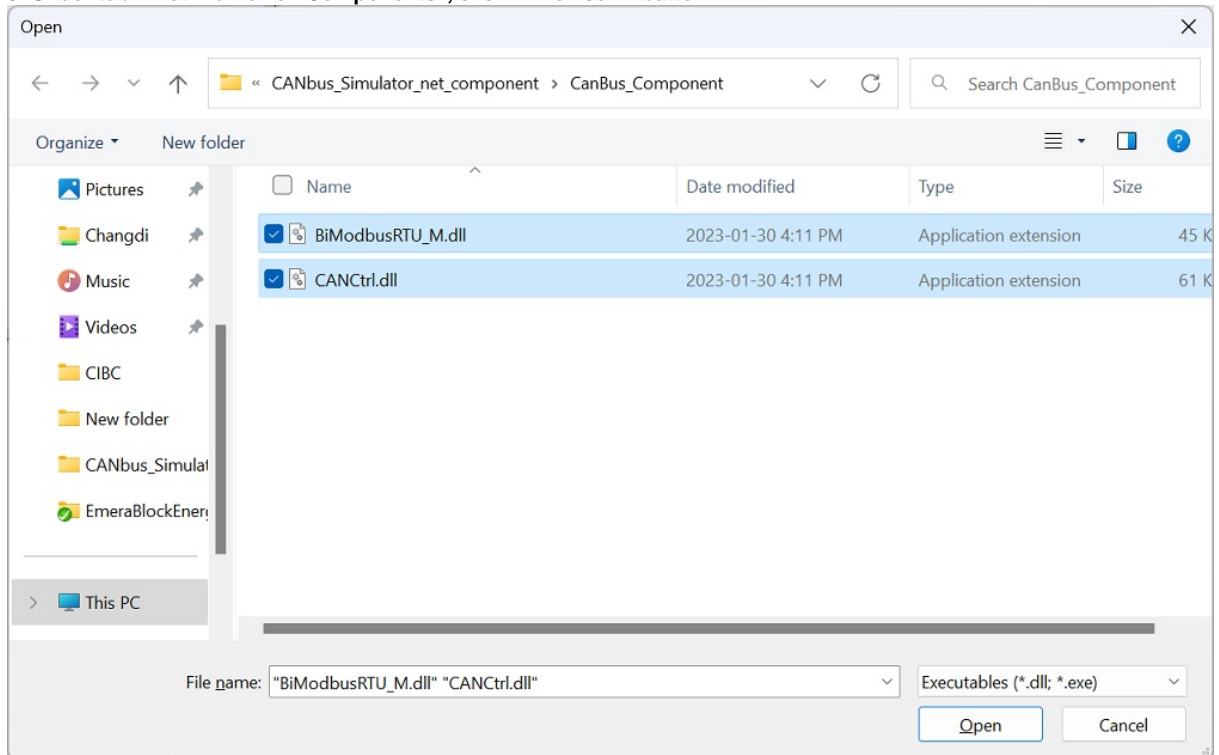 Open
« CANbus_Simulator_net_component > CanBus_Component
Search CanBus_Component
Organize New folder
Name Date modified Type Size
Pictures
Changdi
Music
Videos
CIBC
New folder
CANbus_Simulat
EmeraBlockEner
This PC
BiModbusRTU_M.dll 2023-01-30 4:11 PM Application extension 45 K
CANCtrl.dll 2023-01-30 4:11 PM Application extension 61 K
File name: "BiModbusRTU_M.dll" "CANCtrl.dll" Executables (*.dll; *.exe)
Open Cancel